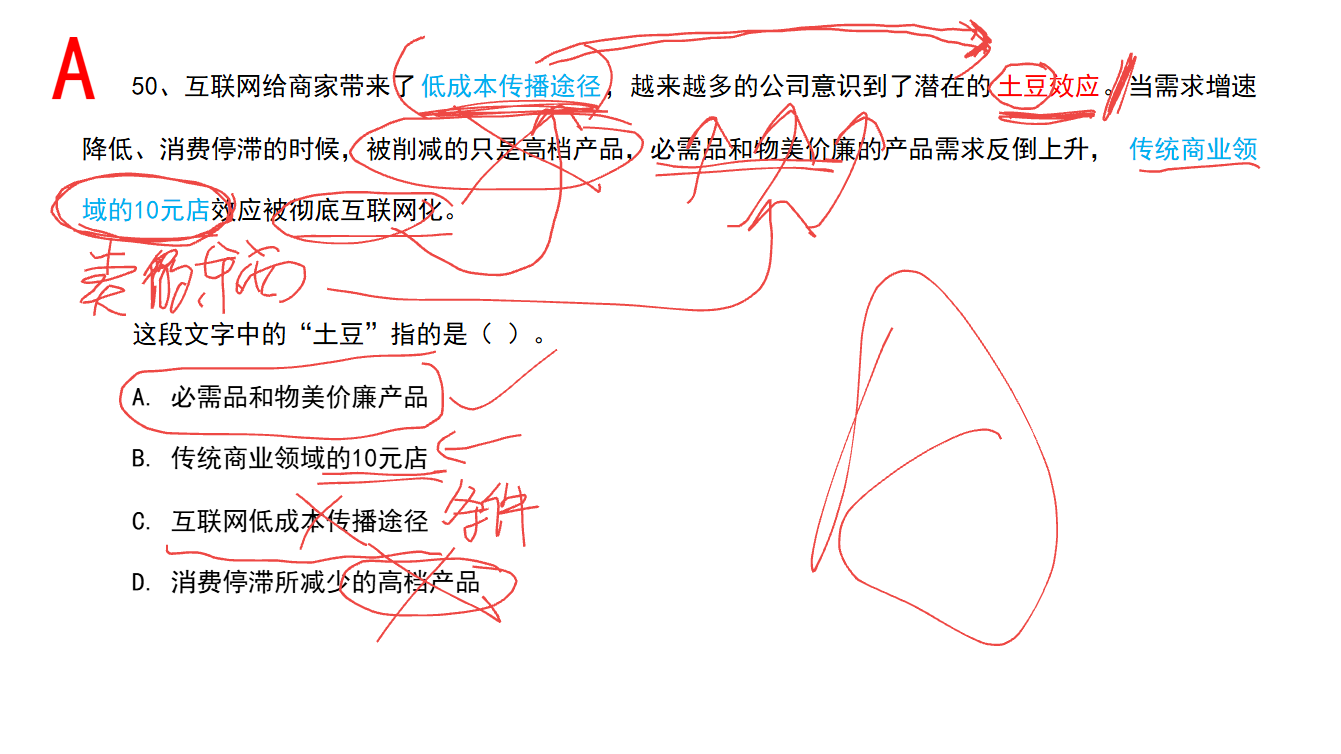 A
50、互联网给商家带来了低成本传播途径，越来越多的公司意识到了潜在的土豆效应。当需求增速
降低、消费停滞的时候，被削减的只是高档产品，必需品和物美价廉的产品需求反倒上升， 传统商业领
域的10元店效应被彻底互联网化。
卖的东西
这段文字中的“土豆”指的是（ ）。
A. 必需品和物美价廉产品
B. 传统商业领域的10元店
C. 互联网低成本传播途径 条件
D. 消费停滞所减少的高档产品